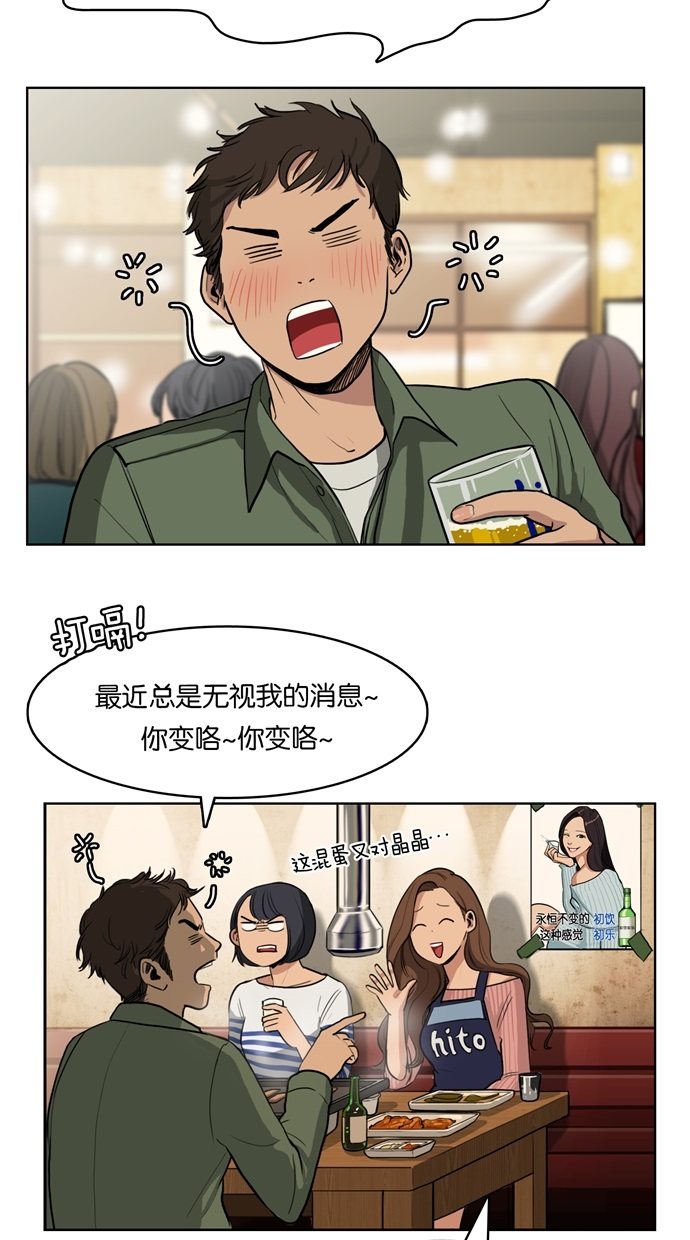 打嗝！
最近总是无视我的消息~
你变咯~你变咯~
这混蛋又对晶晶…
永恒不变的 初饮
这种感觉 初乐
hito